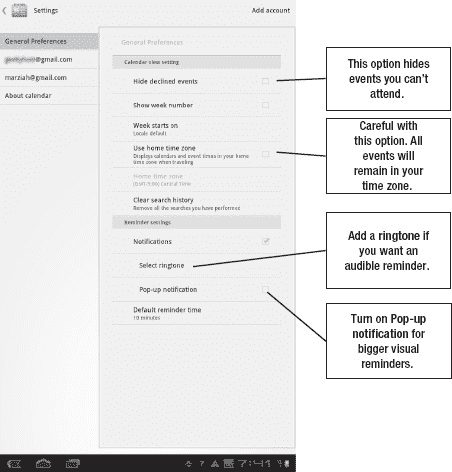 Settings
Add account
General Preferences
@gmail.com
marziah@gmail.com
About calendar
General Preferences
Calendar view setting
Hide declined events
Show week number
Week starts on
Locale default
Use home time zone
Displays calendar and event times in your home
time zone when traveling
Home time zone
Central Time
Clear search history
Remove all the searches you have performed
Reminder settings
Notifications
Select ringtone
Pop-up notification
Default reminder time
10 minutes
7:41
This option hides
events you can't
attend.
Careful with
this option. All
events will
remain in your
time zone.
Add a ringtone if
you want an
audible reminder.
Turn on Pop-up
notification for
bigger visual
reminders.